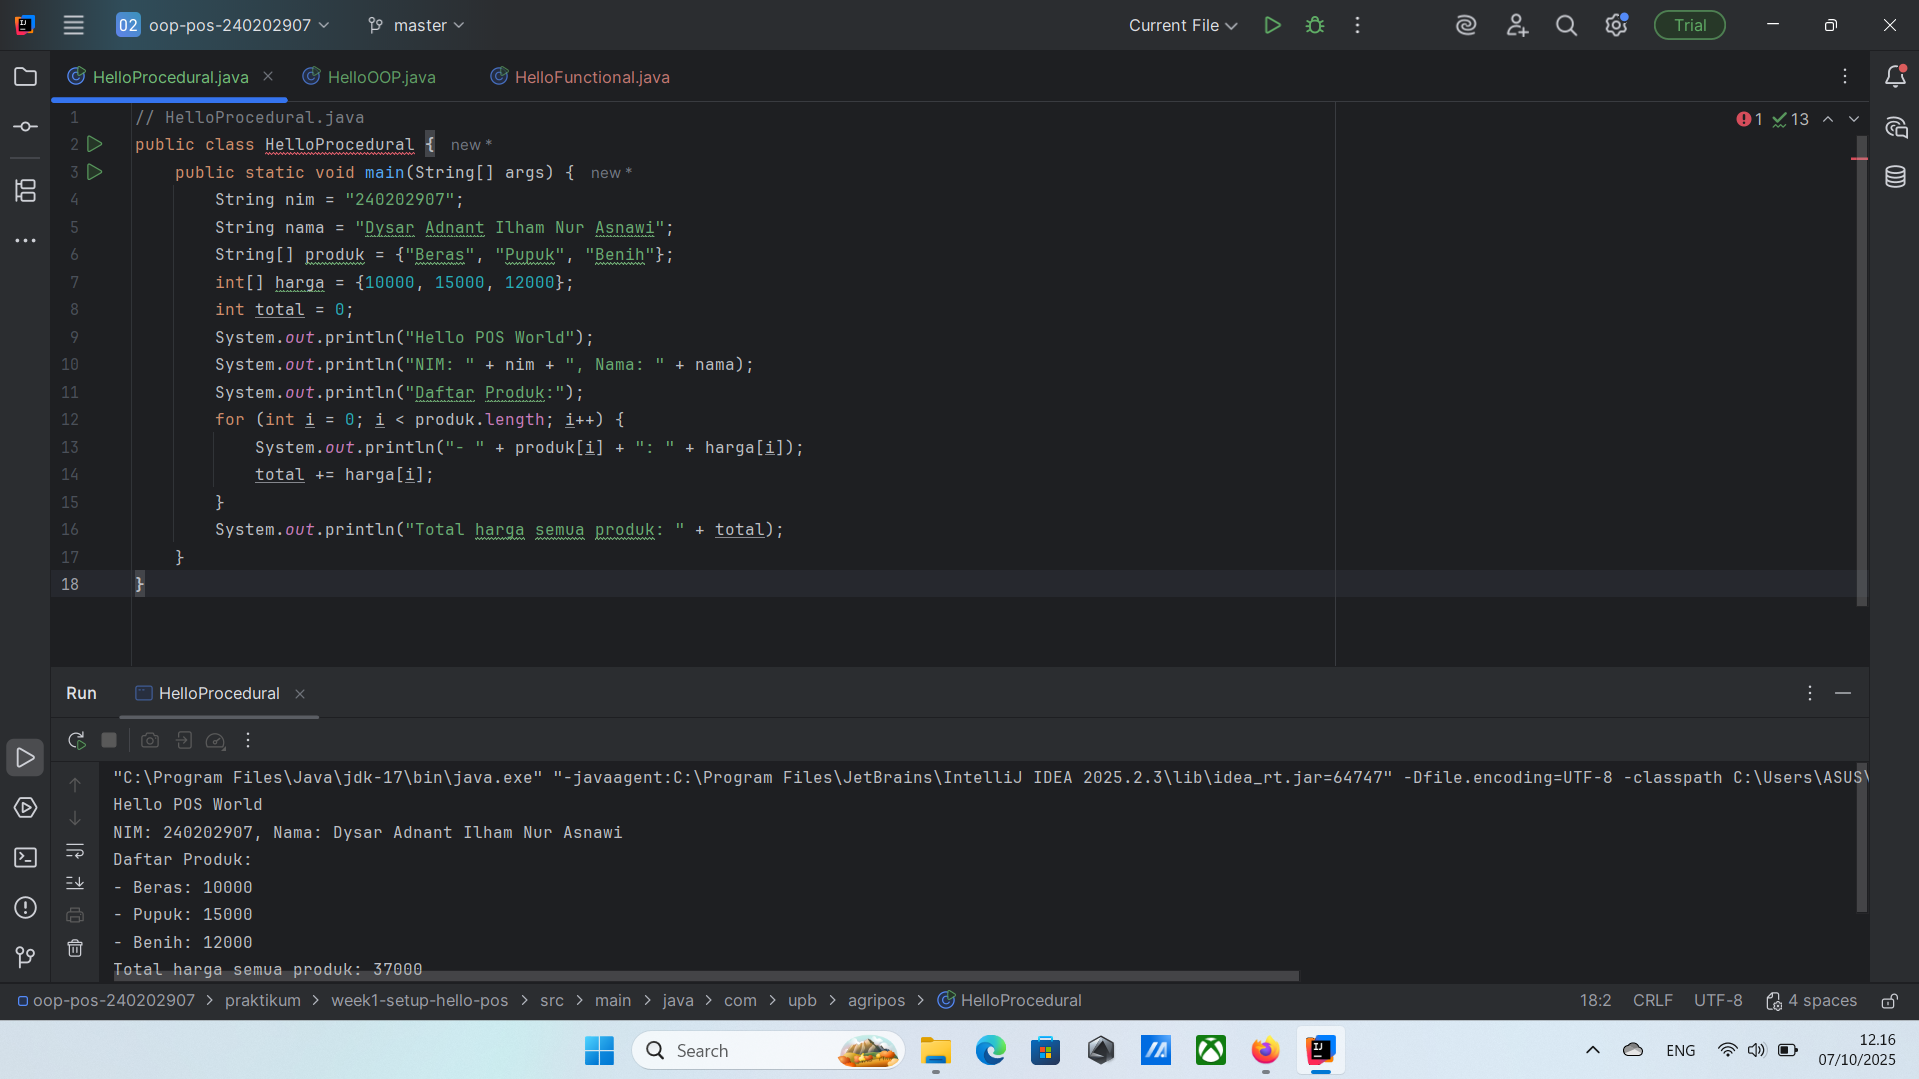 02 oop-pos-240202907 master Current File Trial
HelloProcedural.java HelloOOP.java HelloFunctional.java
1 // HelloProcedural.java
2 public class HelloProcedural { new *
3 public static void main(String[] args) { new *
4 String nim = "240202907";
5 String nama = "Dysar Adnant Ilham Nur Asnawi";
6 String[] produk = {"Beras", "Pupuk", "Benih"};
7 int[] harga = {10000, 15000, 12000};
8 int total = 0;
9 System.out.println("Hello POS World");
10 System.out.println("NIM: " + nim + ", Nama: " + nama);
11 System.out.println("Daftar Produk:");
12 for (int i = 0; i < produk.length; i++) {
13 System.out.println("- " + produk[i] + ": " + harga[i]);
14 total += harga[i];
15 }
16 System.out.println("Total harga semua produk: " + total);
17 }
18 }
1 13
Run HelloProcedural
"C:\Program Files\Java\jdk-17\bin\java.exe" "-javaagent:C:\Program Files\JetBrains\IntelliJ IDEA 2025.2.3\lib\idea_rt.jar=64747" -Dfile.encoding=UTF-8 -classpath C:\Users\ASUS\
Hello POS World
NIM: 240202907, Nama: Dysar Adnant Ilham Nur Asnawi
Daftar Produk:
- Beras: 10000
- Pupuk: 15000
- Benih: 12000
Total harga semua produk: 37000
oop-pos-240202907 > praktikum > week1-setup-hello-pos > src > main > java > com > upb > agripos > HelloProcedural 18:2 CRLF UTF-8 4 spaces
Search ENG 12.16
07/10/2025